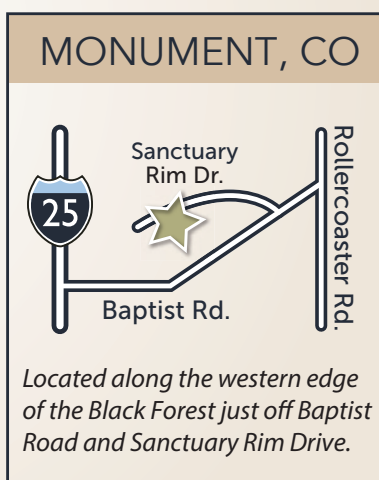 MONUMENT, CO
Sanctuary
Rim Dr.
25
Rollercoaster Rd.
Baptist Rd.
Located along the western edge
of the Black Forest just off Baptist
Road and Sanctuary Rim Drive.